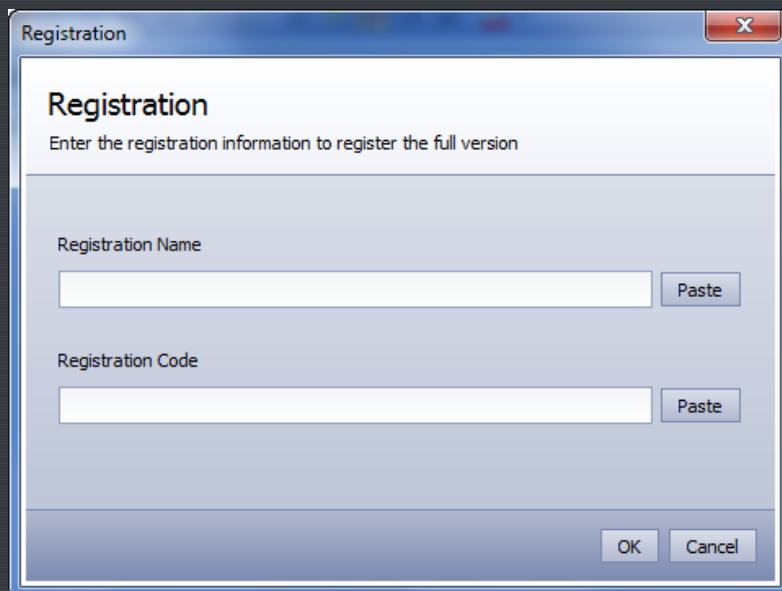 Registration
Registration
Enter the registration information to register the full version
Registration Name
Paste
Registration Code
Paste
OK Cancel